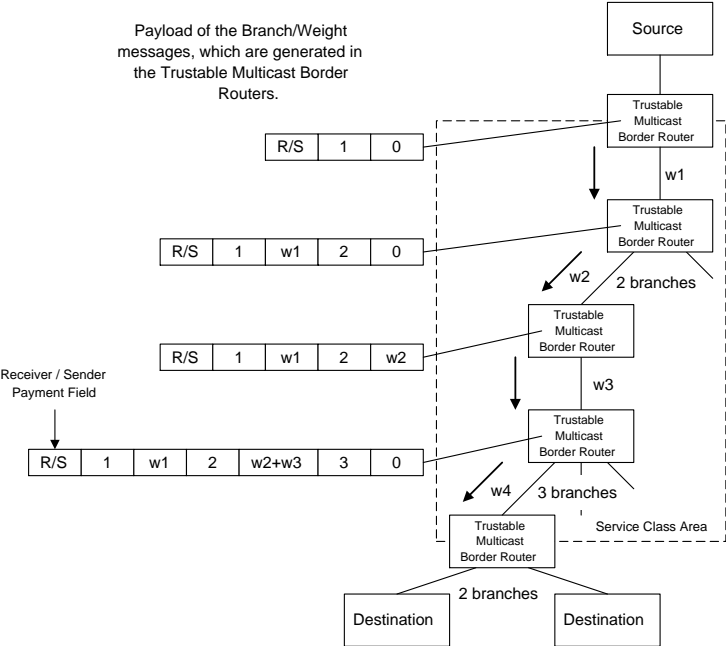 Payload of the Branch/Weight
messages, which are generated in
the Trustable Multicast Border
Routers.
Source
Trustable
Multicast
Border Router
R/S 1 0
w1
Trustable
Multicast
Border Router
R/S 1 w1 2 0
w2
2 branches
Trustable
Multicast
Border Router
R/S 1 w1 2 w2
Receiver / Sender
Payment Field
w3
Trustable
Multicast
Border Router
R/S 1 w1 2 w2+w3 3 0
w4
3 branches
Service Class Area
Trustable
Multicast
Border Router
2 branches
Destination
Destination